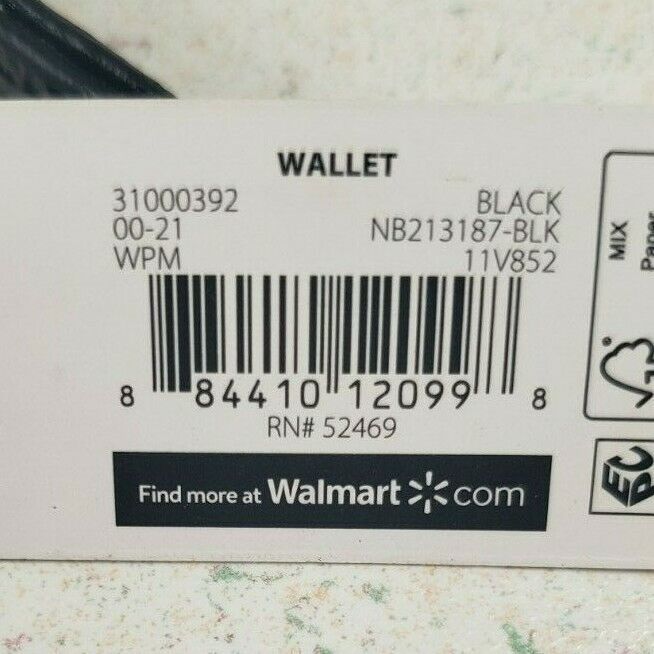 WALLET
31000392 BLACK
00-21 NB213187-BLK
WPM 11V852
8 84410 12099 8
RN# 52469
Find more at Walmart com
MIX
Paper